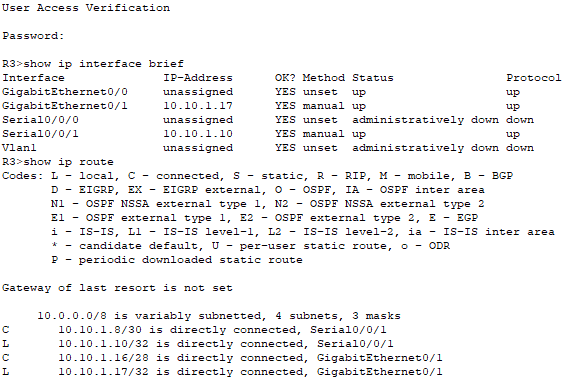 User Access Verification
Password:
R3>show ip interface brief
Interface IP-Address OK? Method Status Protocol
GigabitEthernet0/0 unassigned YES unset up up
GigabitEthernet0/1 10.10.1.17 YES manual up up
Serial0/0/0 unassigned YES unset administratively down down
Serial0/0/1 10.10.1.10 YES manual up up
Vlan1 unassigned YES unset administratively down down
R3>show ip route
Codes: L - local, C - connected, S - static, R - RIP, M - mobile, B - BGP
D - EIGRP, EX - EIGRP external, O - OSPF, IA - OSPF inter area
N1 - OSPF NSSA external type 1, N2 - OSPF NSSA external type 2
E1 - OSPF external type 1, E2 - OSPF external type 2, E - EGP
i - IS-IS, L1 - IS-IS level-1, L2 - IS-IS level-2, ia - IS-IS inter area
* - candidate default, U - per-user static route, o - ODR
P - periodic downloaded static route
Gateway of last resort is not set
10.0.0.0/8 is variably subnetted, 4 subnets, 3 masks
C 10.10.1.8/30 is directly connected, Serial0/0/1
L 10.10.1.10/32 is directly connected, Serial0/0/1
C 10.10.1.16/28 is directly connected, GigabitEthernet0/1
L 10.10.1.17/32 is directly connected, GigabitEthernet0/1